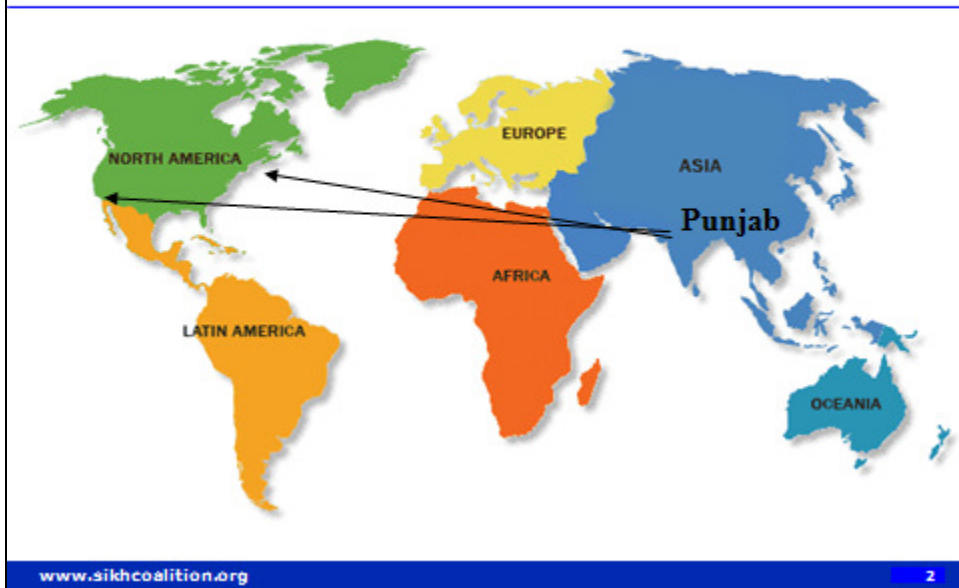 NORTH AMERICA
EUROPE
ASIA
Punjab
AFRICA
LATIN AMERICA
OCEANIA
www.sikhcoalition.org
2